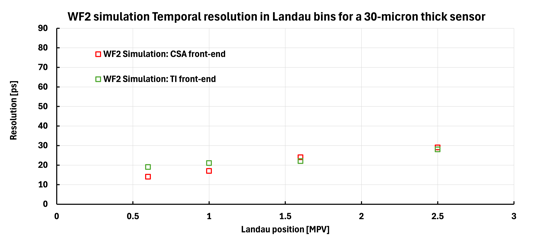 WF2 simulation Temporal resolution in Landau bins for a 30-micron thick sensor
90
80
70
60
50
40
30
20
10
0
Resolution [ps]
WF2 Simulation: CSA front-end
WF2 Simulation: TI front-end
0 0.5 1 1.5 2 2.5 3
Landau position [MPV]